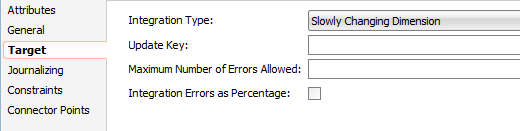 Attributes
General
Target
Journalizing
Constraints
Connector Points
Integration Type: Slowly Changing Dimension
Update Key:
Maximum Number of Errors Allowed:
Integration Errors as Percentage: